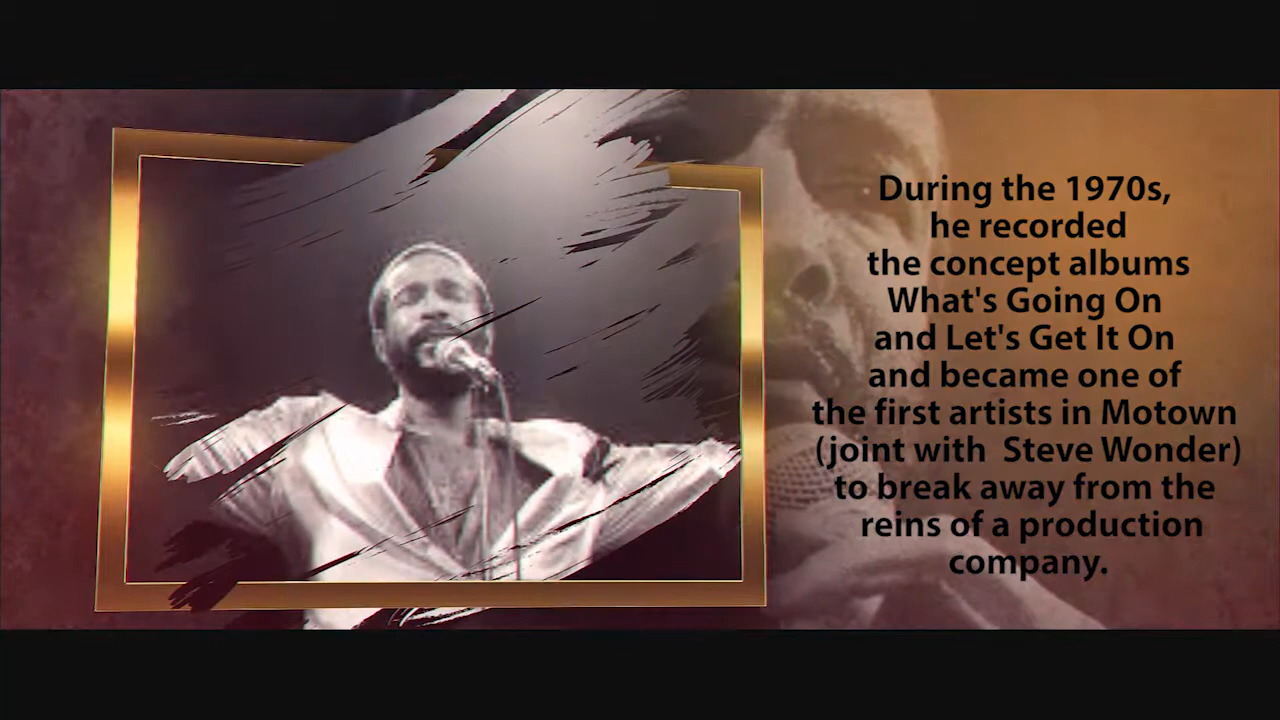 During the 1970s,
he recorded
the concept albums
What's Going On
and Let's Get It On
and became one of
the first artists in Motown
(joint with  Steve Wonder)
to break away from the
reins of a production
company.